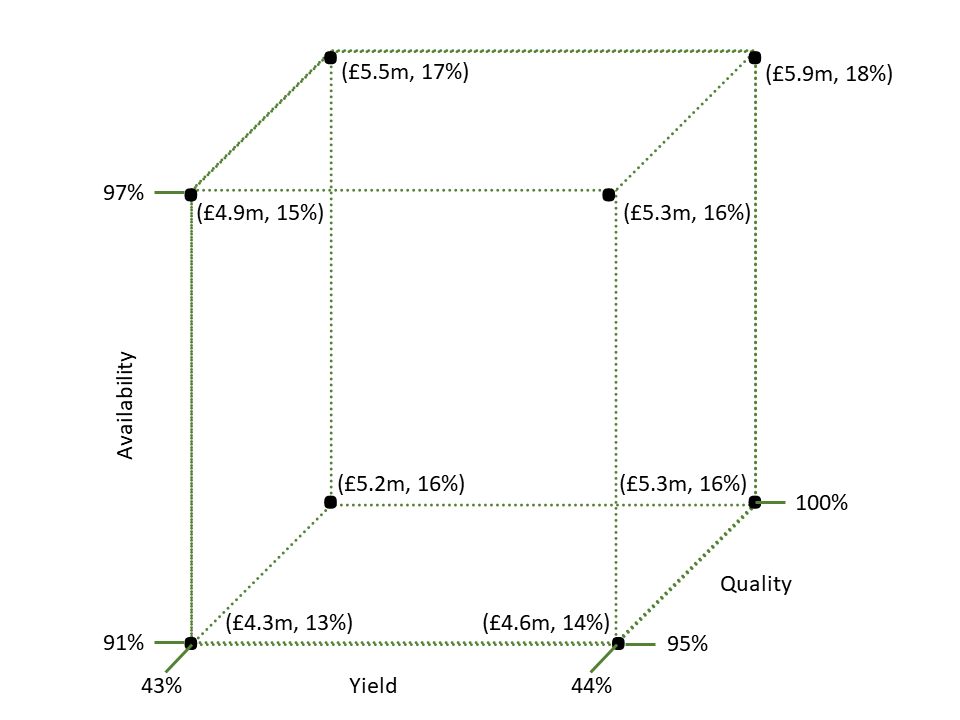 (£5.5m, 17%)
(£5.9m, 18%)
97%
(£4.9m, 15%)
(£5.3m, 16%)
Availability
(£5.2m, 16%)
(£5.3m, 16%)
100%
Quality
(£4.3m, 13%)
(£4.6m, 14%)
91%
95%
43%
Yield
44%